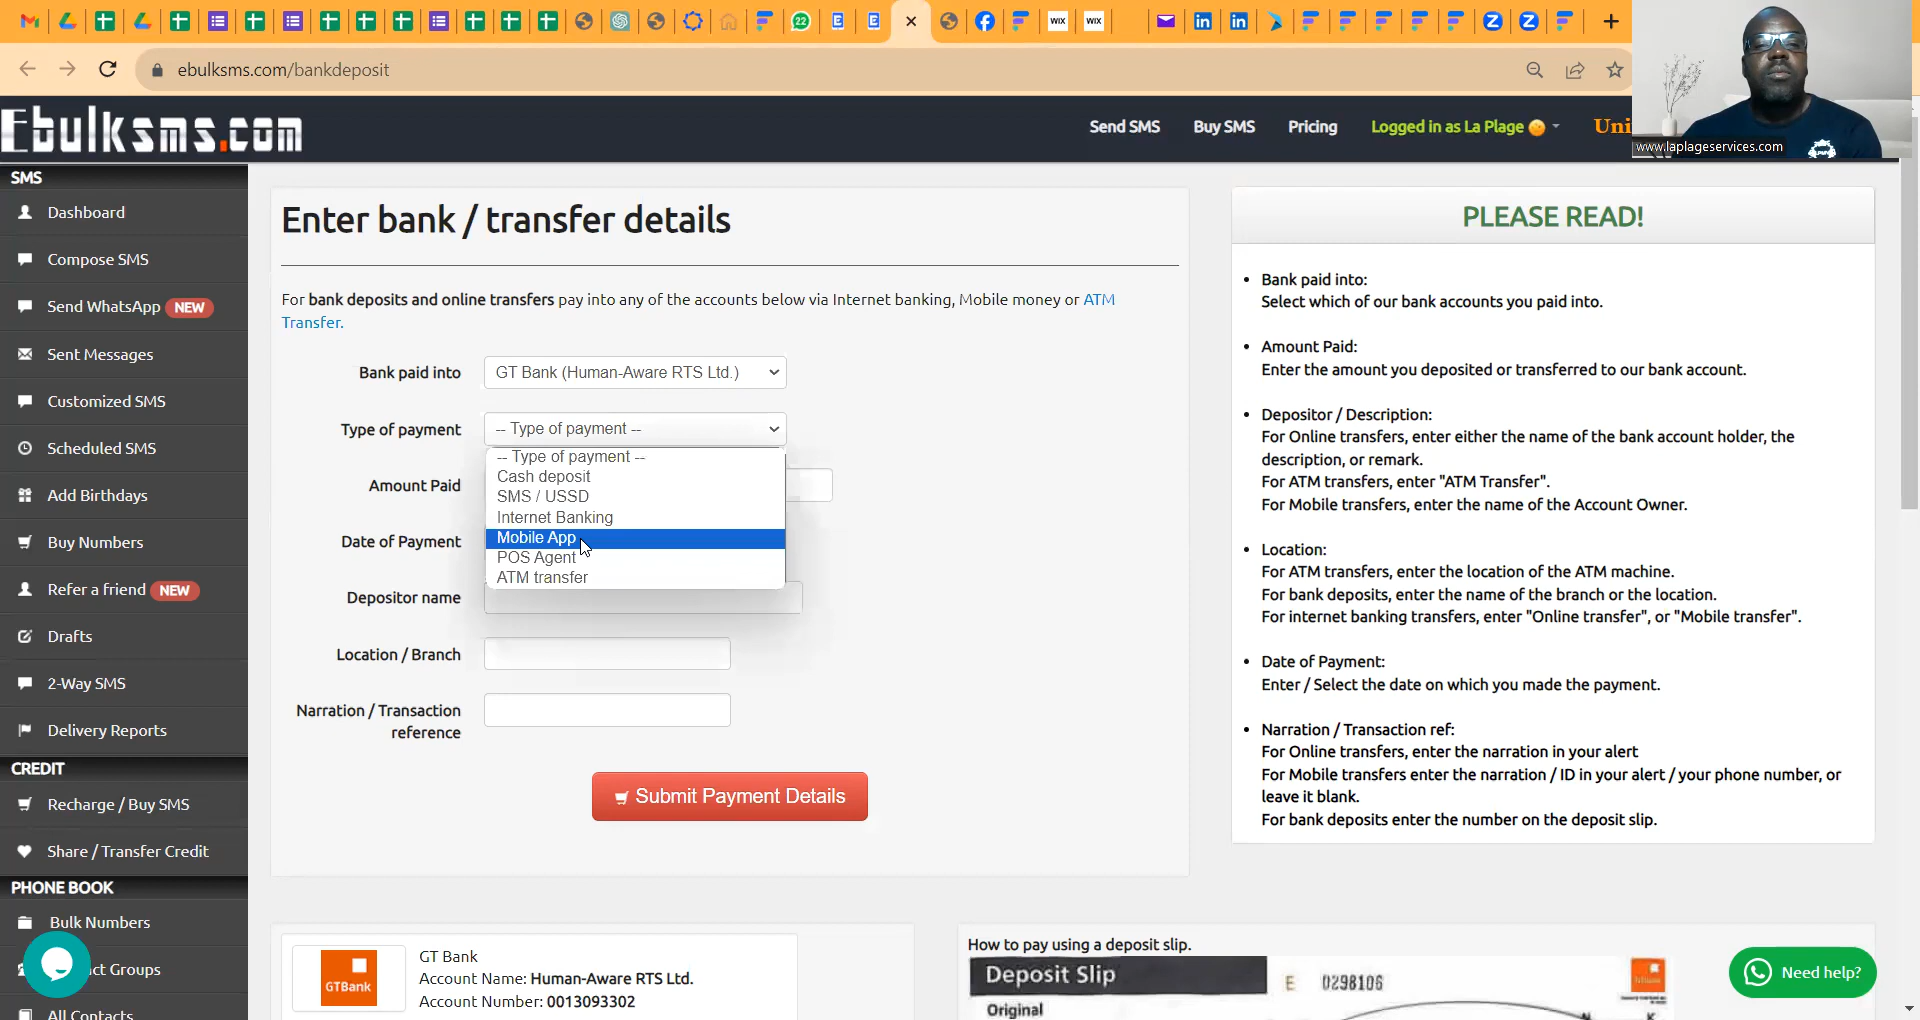 22
WIX
WIX
ebulksms.com/bankdeposit
Ebulksms.com
Send SMS
Buy SMS
Pricing
Logged in as La Plage
Uni
www.laplageservices.com
SMS
Dashboard
Compose SMS
Send WhatsApp NEW
Sent Messages
Customized SMS
Scheduled SMS
Add Birthdays
Buy Numbers
Refer a friend NEW
Drafts
2-Way SMS
Delivery Reports
CREDIT
Recharge / Buy SMS
Share / Transfer Credit
PHONE BOOK
Bulk Numbers
ct Groups
All Contacts
Enter bank / transfer details
For bank deposits and online transfers pay into any of the accounts below via Internet banking, Mobile money or ATM
Transfer.
Bank paid into
GT Bank (Human-Aware RTS Ltd.)
Type of payment
-- Type of payment --
-- Type of payment --
Cash deposit
SMS / USSD
Internet Banking
Mobile App
POS Agent
ATM transfer
Amount Paid
Date of Payment
Depositor name
Location / Branch
Narration / Transaction
reference
Submit Payment Details
PLEASE READ!
• Bank paid into:
Select which of our bank accounts you paid into.
• Amount Paid:
Enter the amount you deposited or transferred to our bank account.
• Depositor / Description:
For Online transfers, enter either the name of the bank account holder, the
description, or remark.
For ATM transfers, enter "ATM Transfer".
For Mobile transfers, enter the name of the Account Owner.
• Location:
For ATM transfers, enter the location of the ATM machine.
For bank deposits, enter the name of the branch or the location.
For internet banking transfers, enter "Online transfer", or "Mobile transfer".
• Date of Payment:
Enter / Select the date on which you made the payment.
• Narration / Transaction ref:
For Online transfers, enter the narration in your alert
For Mobile transfers enter the narration / ID in your alert / your phone number, or
leave it blank.
For bank deposits enter the number on the deposit slip.
GTBank
GT Bank
Account Name: Human-Aware RTS Ltd.
Account Number: 0013093302
How to pay using a deposit slip.
Deposit Slip
E 0298106
Original
Need help?